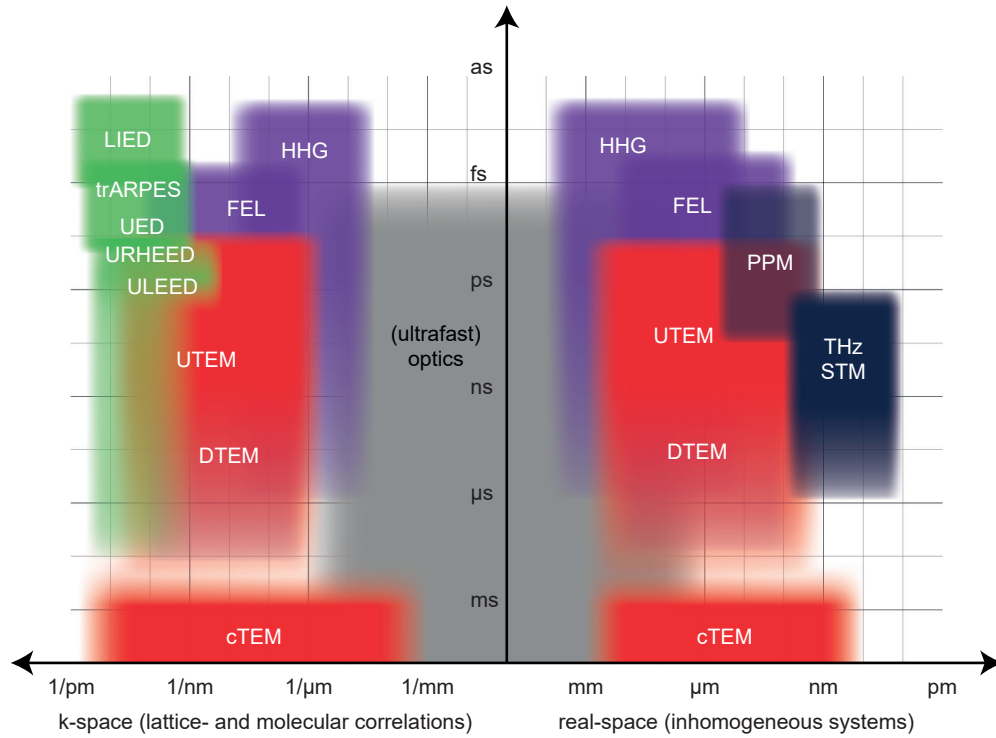 as
LIED
HHG
HHG
fs
trARPES
FEL
FEL
UED
URHEED
PPM
ps
ULEED
(ultrafast)
optics
UTEM
UTEM
THz
STM
ns
DTEM
DTEM
µs
ms
cTEM
cTEM
1/pm 1/nm 1/µm 1/mm mm µm nm pm
k-space (lattice- and molecular correlations) real-space (inhomogeneous systems)